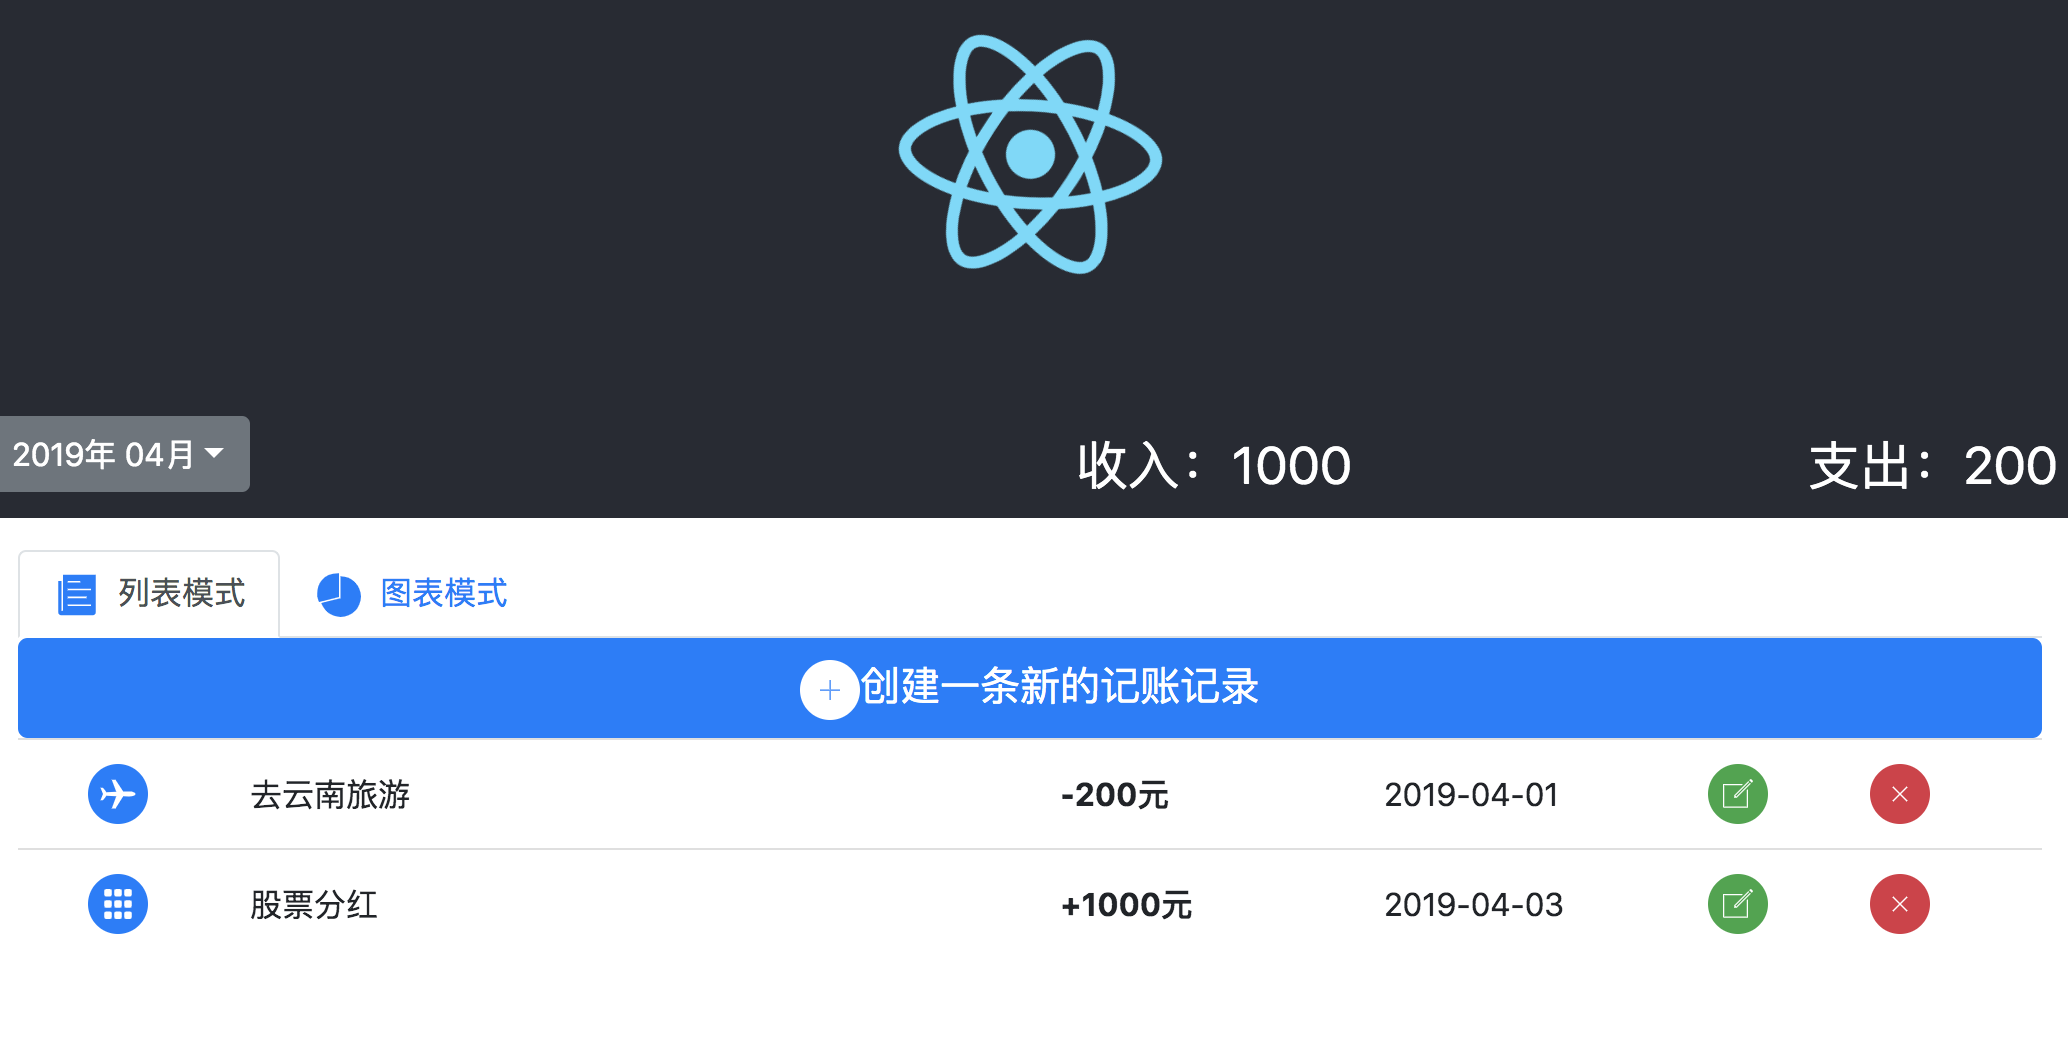 2019年 04月
收入：1000
支出：200
列表模式
图表模式
创建一条新的记账记录
去云南旅游 -200元 2019-04-01
股票分红 +1000元 2019-04-03